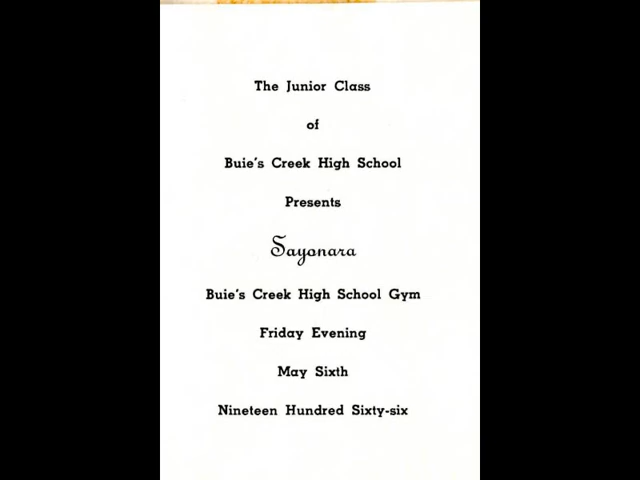 The Junior Class
of
Buie's Creek High School
Presents
Sayonara
Buie's Creek High School Gym
Friday Evening
May Sixth
Nineteen Hundred Sixty-six